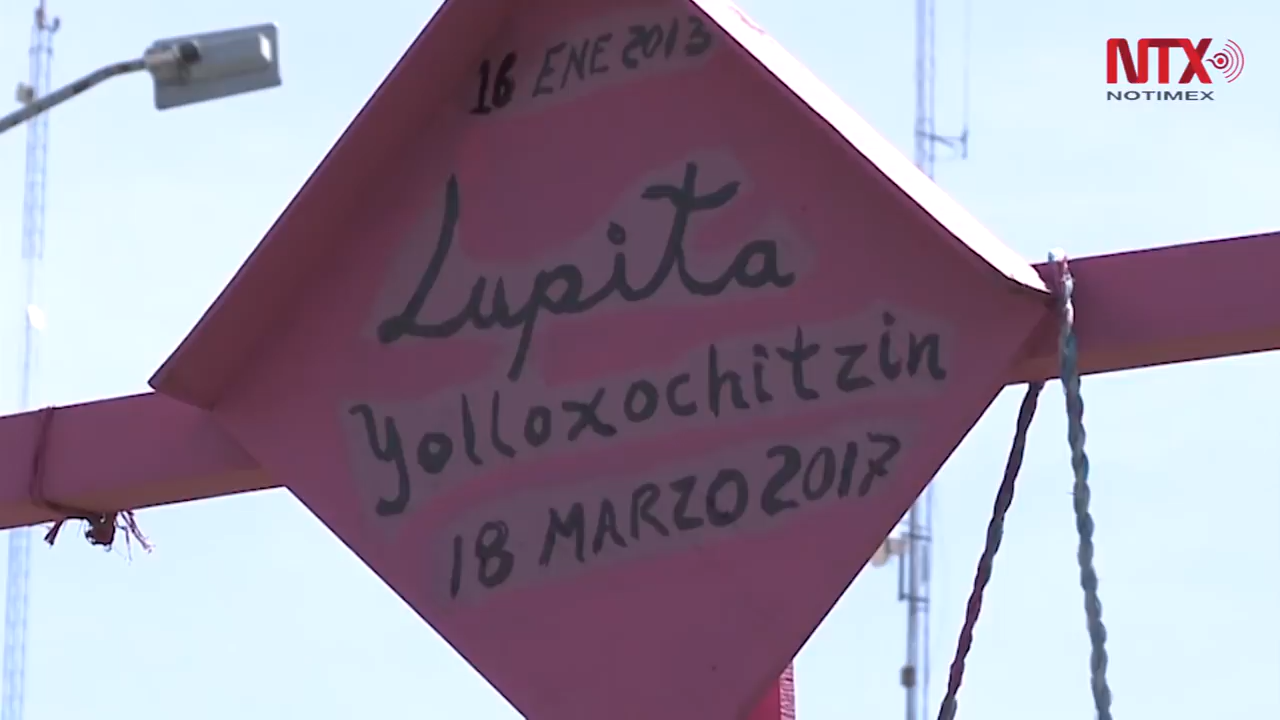 NTX
NOTIMEX
16 ENE 2013
Lupita
Yolloxochitzin
18 MARZO 2017